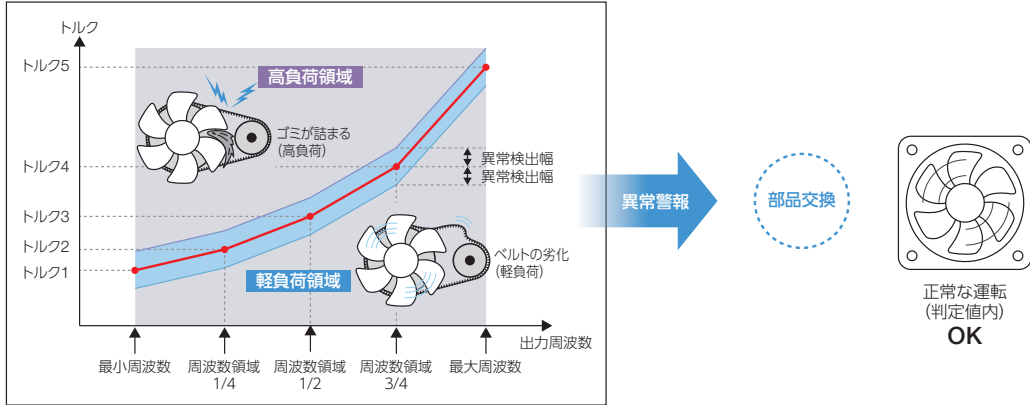 トルク
トルク5
高負荷領域
ゴミが詰まる
(高負荷)
トルク4
異常検出幅
異常検出幅
トルク3
トルク2
トルク1
ベルトの劣化
(軽負荷)
軽負荷領域
出力周波数
最小周波数
周波数領域
1/4
周波数領域
1/2
周波数領域
3/4
最大周波数
異常警報
部品交換
正常な運転
(判定値内)
OK